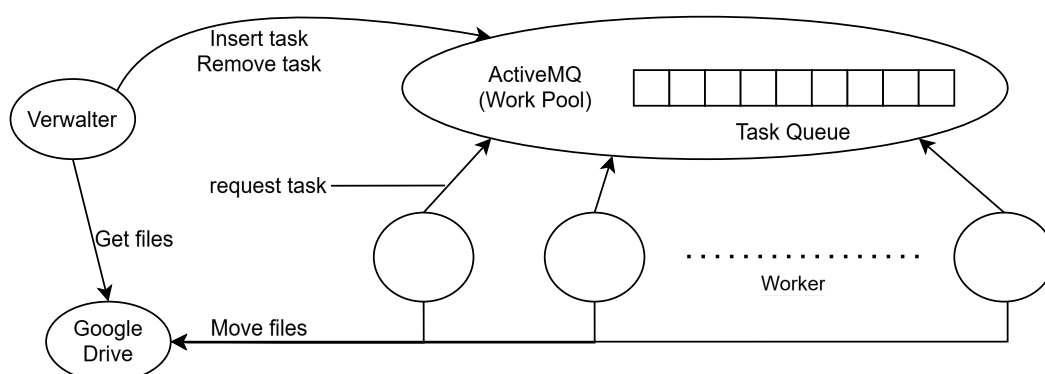 Insert task
Remove task
ActiveMQ
(Work Pool)
Verwalter
Task Queue
request task
Get files
Worker
Google
Drive
Move files